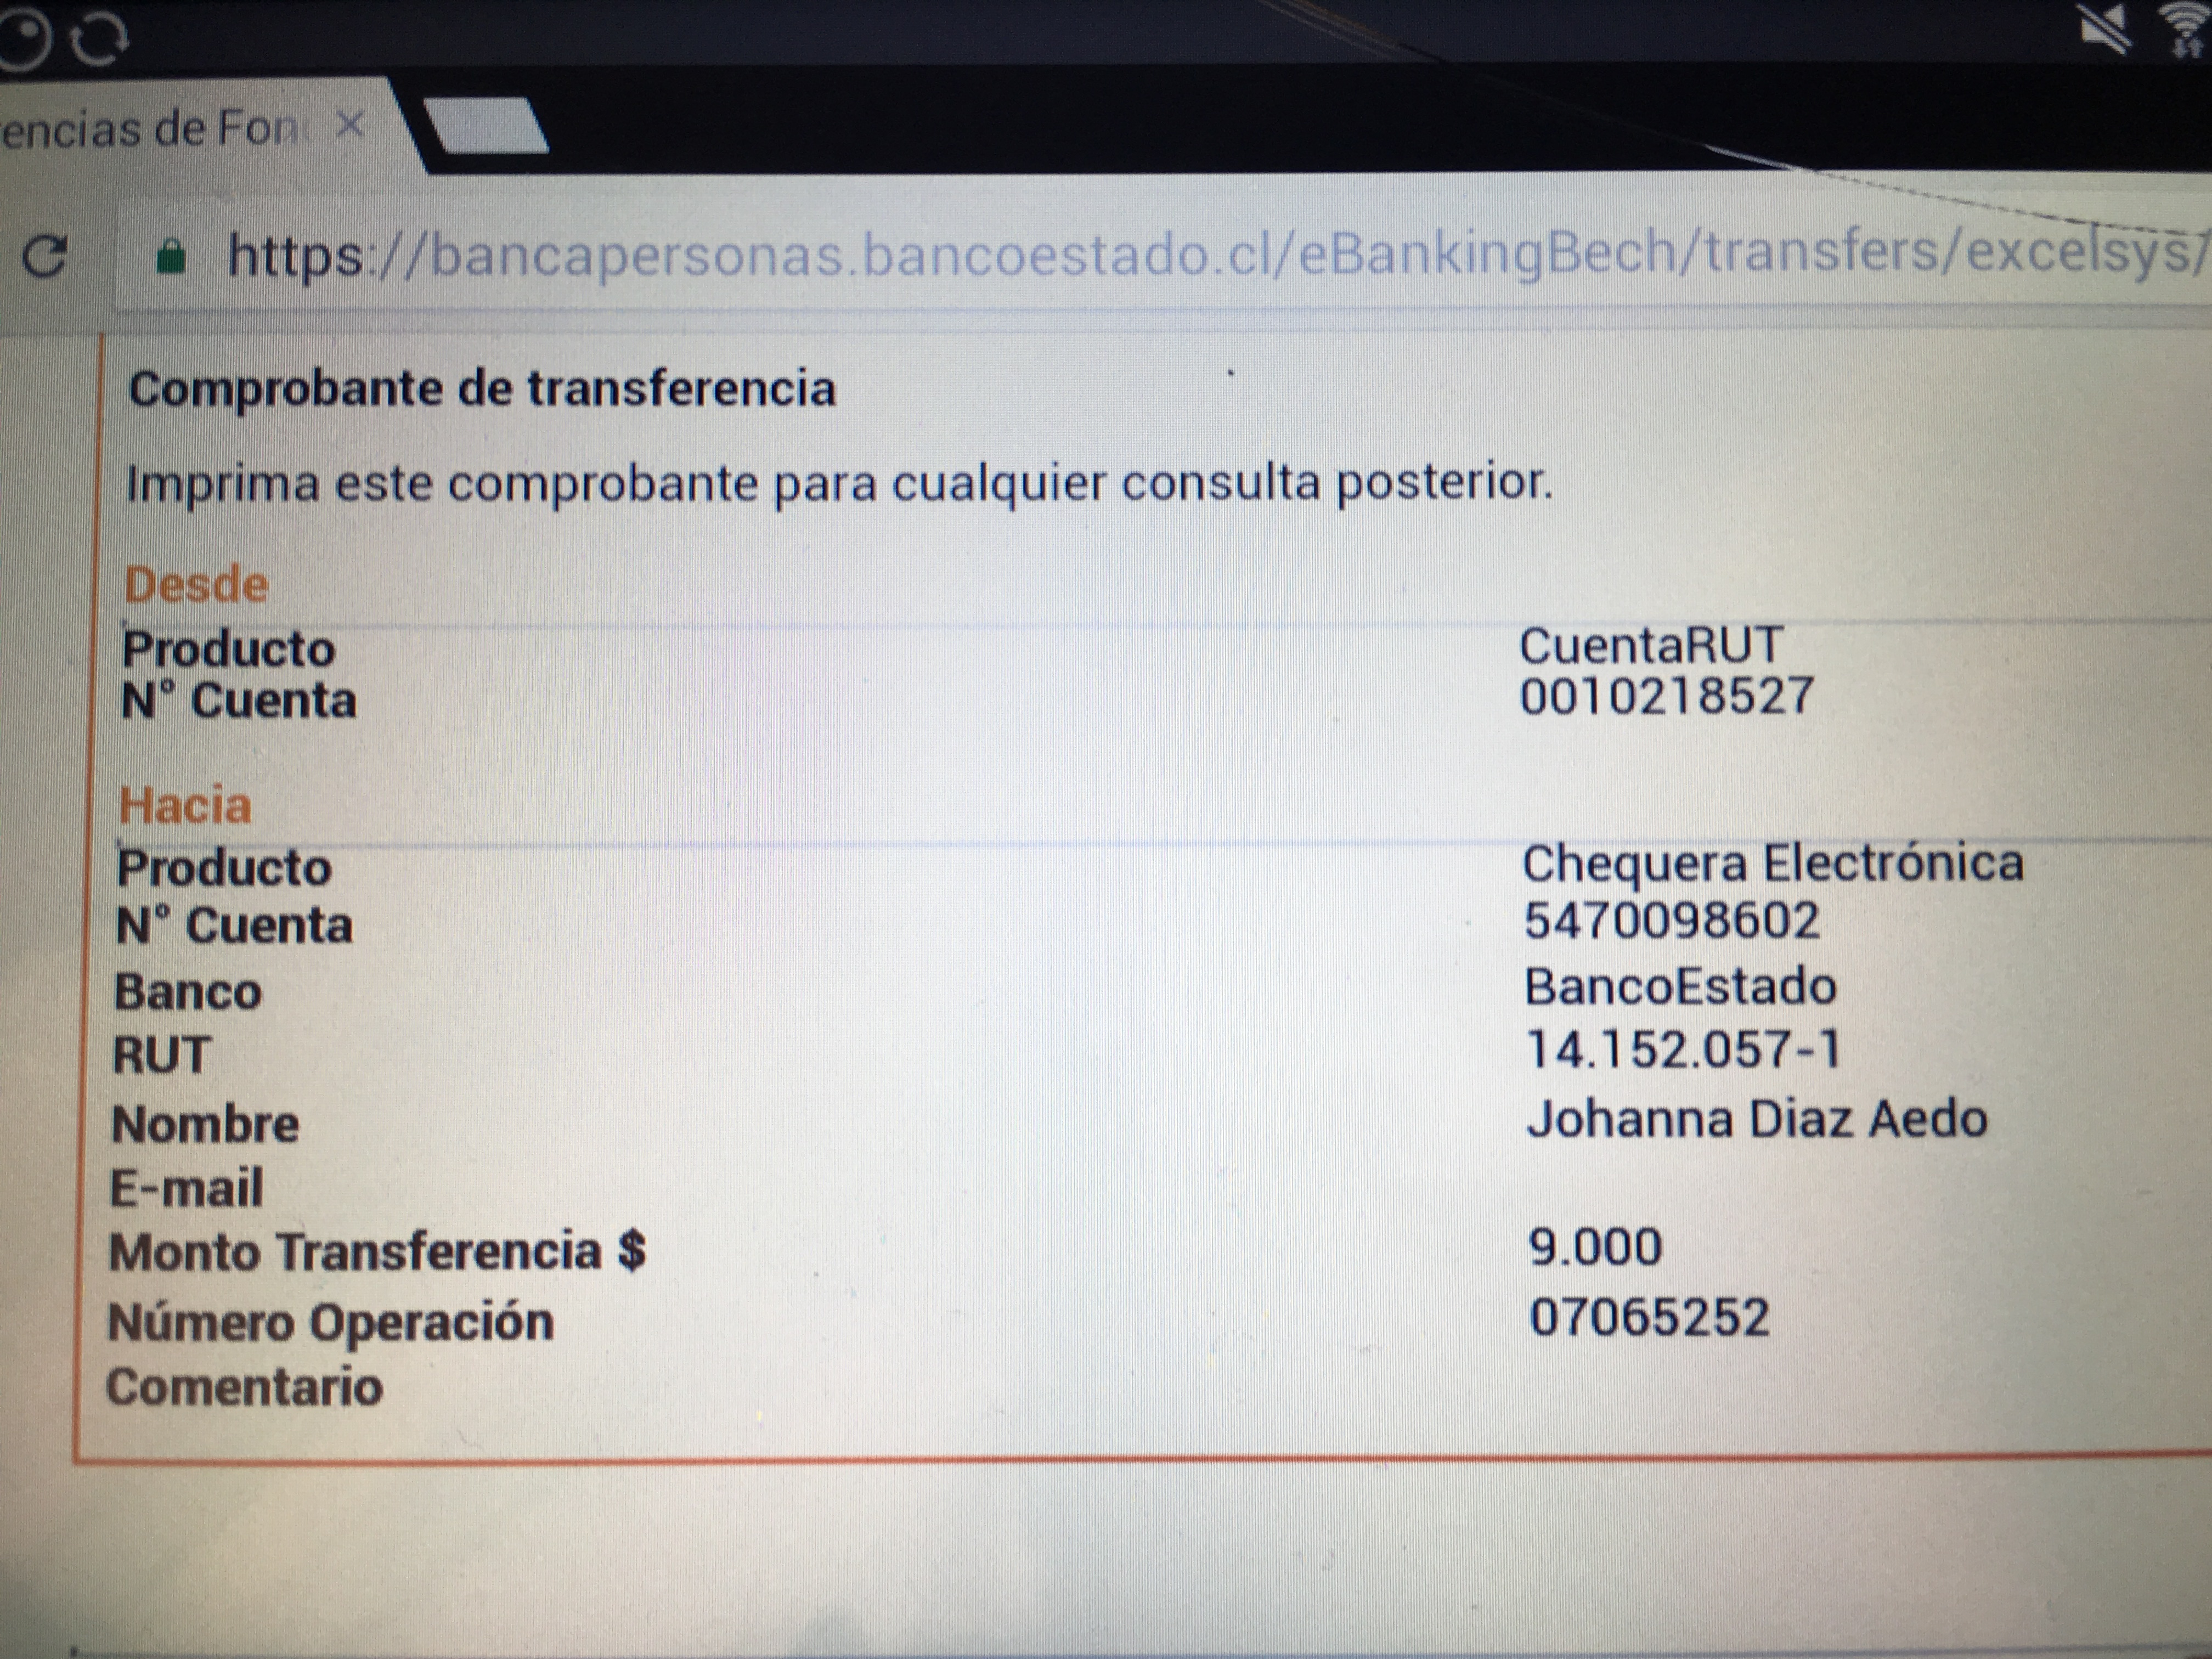 encias de Fon ×
https://bancapersonas.bancoestado.cl/eBankingBech/transfers/excelsys/
Comprobante de transferencia
Imprima este comprobante para cualquier consulta posterior.
Desde
Producto CuentaRUT
N° Cuenta 0010218527
Hacia
Producto Chequera Electrónica
N° Cuenta 5470098602
Banco BancoEstado
RUT 14.152.057-1
Nombre Johanna Diaz Aedo
E-mail
Monto Transferencia $ 9.000
Número Operación 07065252
Comentario